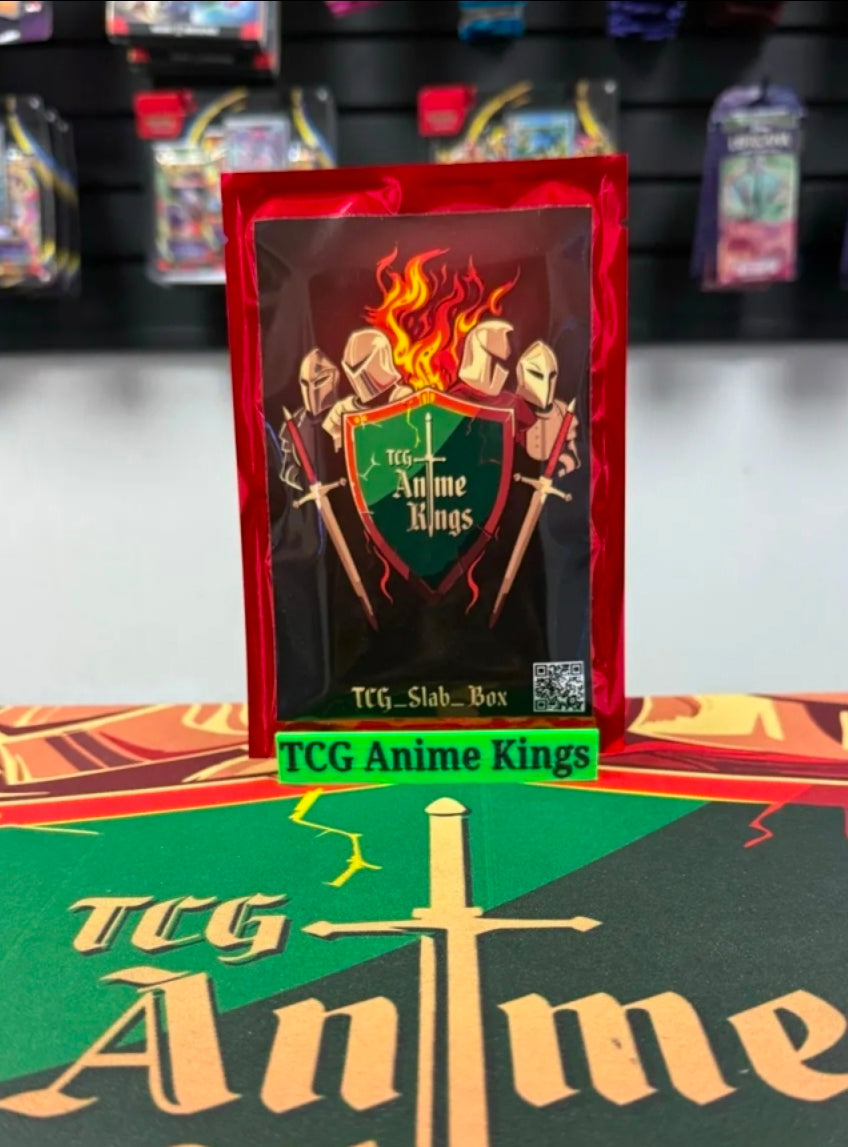 TCG
Anime
Kings
TCG_Slab_Box
TCG Anime Kings
TCG
Anime